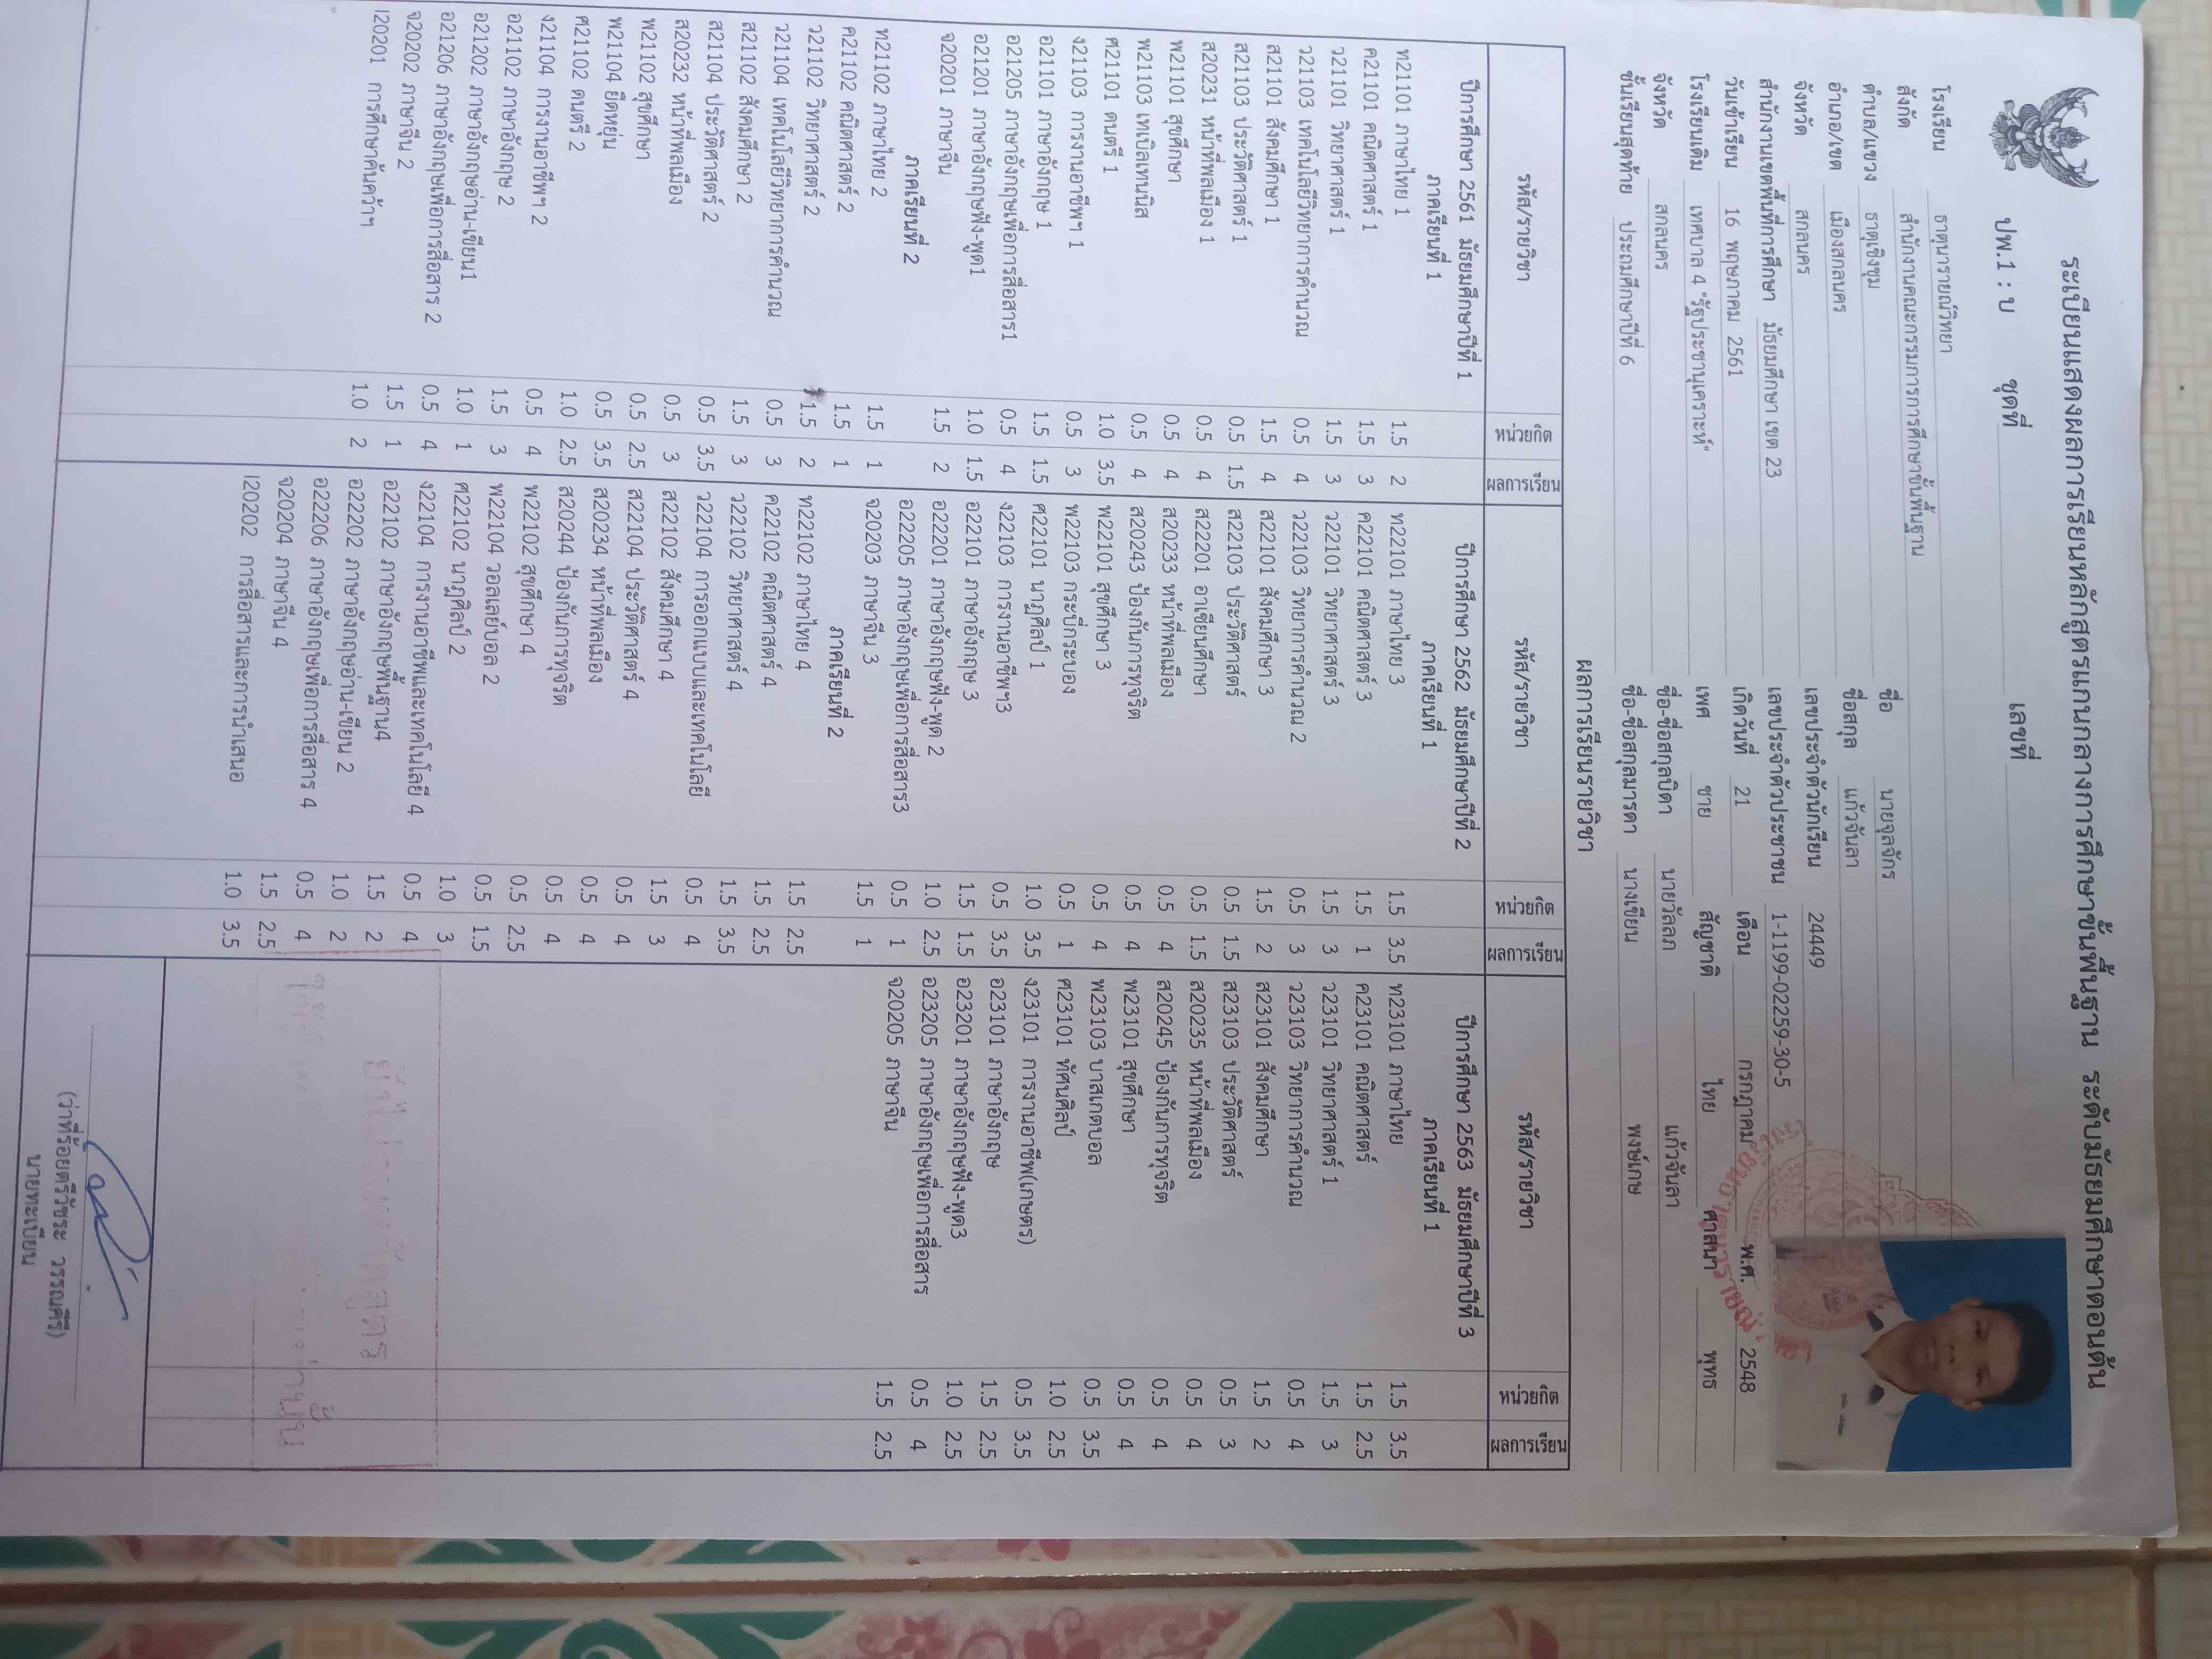 ระเบียนแสดงผลการเรียนหลักสูตรแกนกลางการศึกษาขั้นพื้นฐาน ระดับมัธยมศึกษาตอนต้น
ปพ.1 : บ ชุดที่ เลขที่
โรงเรียน ธาตุนารายณ์วิทยา
สังกัด สำนักงานคณะกรรมการการศึกษาขั้นพื้นฐาน
ตำบล/แขวง ธาตุเชิงชุม
อำเภอ/เขต เมืองสกลนคร
จังหวัด สกลนคร
สำนักงานเขตพื้นที่การศึกษา มัธยมศึกษา เขต 23
วันเข้าเรียน 16 พฤษภาคม 2561
โรงเรียนเดิม เทศบาล 4 "รัฐประชานุเคราะห์"
จังหวัด สกลนคร
ชั้นเรียนสุดท้าย ประถมศึกษาปีที่ 6
ชื่อ นายจุลจักร
ชื่อสกุล แก้วจันลา
เลขประจำตัวนักเรียน 24449
เลขประจำตัวประชาชน 1-1199-02259-30-5
เกิดวันที่ 21 เดือน กรกฎาคม พ.ศ. 2548
เพศ ชาย สัญชาติ ไทย ศาสนา พุทธ
ชื่อ-ชื่อสกุลบิดา นายวัลลภ แก้วจันลา
ชื่อ-ชื่อสกุลมารดา นางเขียน พงษ์เกษ
ผลการเรียนรายวิชา
รหัส/รายวิชา หน่วยกิต ผลการเรียน
ปีการศึกษา 2561 มัธยมศึกษาปีที่ 1
ภาคเรียนที่ 1
ท21101 ภาษาไทย 1 1.5 2
ค21101 คณิตศาสตร์ 1 1.5 3
ว21101 วิทยาศาสตร์ 1 1.5 3
ว21103 เทคโนโลยีวิทยาการคำนวณ 0.5 4
ส21101 สังคมศึกษา 1 1.5 4
ส21103 ประวัติศาสตร์ 1 0.5 1.5
ส20231 หน้าที่พลเมือง 1 0.5 4
พ21101 สุขศึกษา 0.5 4
พ21103 เทเบิลเทนนิส 0.5 4
ศ21101 ดนตรี 1 1.0 3.5
ง21103 การงานอาชีพฯ 1 0.5 3
อ21101 ภาษาอังกฤษ 1 1.5 1.5
อ21205 ภาษาอังกฤษเพื่อการสื่อสาร1 0.5 4
อ21201 ภาษาอังกฤษฟัง-พูด1 1.0 1.5
จ20201 ภาษาจีน 1.5 2
ภาคเรียนที่ 2
ท21102 ภาษาไทย 2 1.5 1
ค21102 คณิตศาสตร์ 2 1.5 1
ว21102 วิทยาศาสตร์ 2 1.5 2
ว21104 เทคโนโลยีวิทยาการคำนวณ 0.5 3
ส21102 สังคมศึกษา 2 1.5 3
ส21104 ประวัติศาสตร์ 2 0.5 3.5
ส20232 หน้าที่พลเมือง 0.5 3
พ21102 สุขศึกษา 0.5 2.5
พ21104 ยืดหยุ่น 0.5 3.5
ศ21102 ดนตรี 2 1.0 2.5
ง21104 การงานอาชีพฯ 2 0.5 4
อ21102 ภาษาอังกฤษ 2 1.5 3
อ21202 ภาษาอังกฤษอ่าน-เขียน1 1.0 1
อ21206 ภาษาอังกฤษเพื่อการสื่อสาร 2 0.5 4
จ20202 ภาษาจีน 2 1.5 1
I20201 การศึกษาค้นคว้าฯ 1.0 2
รหัส/รายวิชา หน่วยกิต ผลการเรียน
ปีการศึกษา 2562 มัธยมศึกษาปีที่ 2
ภาคเรียนที่ 1
ท22101 ภาษาไทย 3 1.5 3.5
ค22101 คณิตศาสตร์ 3 1.5 1
ว22101 วิทยาศาสตร์ 3 1.5 3
ว22103 วิทยาการคำนวณ 2 0.5 3
ส22101 สังคมศึกษา 3 1.5 2
ส22103 ประวัติศาสตร์ 0.5 1.5
ส22201 อาเซียนศึกษา 0.5 1.5
ส20233 หน้าที่พลเมือง 0.5 4
ส20243 ป้องกันการทุจริต 0.5 4
พ22101 สุขศึกษา 3 0.5 4
พ22103 กระบี่กระบอง 0.5 1
ศ22101 นาฏศิลป์ 1 1.0 3.5
ง22103 การงานอาชีพฯ3 0.5 3.5
อ22101 ภาษาอังกฤษ 3 1.5 1.5
อ22201 ภาษาอังกฤษฟัง-พูด 2 1.0 2.5
อ22205 ภาษาอังกฤษเพื่อการสื่อสาร3 0.5 1
จ20203 ภาษาจีน 3 1.5 1
ภาคเรียนที่ 2
ท22102 ภาษาไทย 4 1.5 2.5
ค22102 คณิตศาสตร์ 4 1.5 2.5
ว22102 วิทยาศาสตร์ 4 1.5 3.5
ว22104 การออกแบบและเทคโนโลยี 0.5 4
ส22102 สังคมศึกษา 4 1.5 3
ส22104 ประวัติศาสตร์ 4 0.5 4
ส20234 หน้าที่พลเมือง 0.5 4
ส20244 ป้องกันการทุจริต 0.5 4
พ22102 สุขศึกษา 4 0.5 2.5
พ22104 วอลเลย์บอล 2 0.5 1.5
ศ22102 นาฏศิลป์ 2 1.0 3
ง22104 การงานอาชีพและเทคโนโลยี 4 0.5 4
อ22102 ภาษาอังกฤษพื้นฐาน4 1.5 2
อ22202 ภาษาอังกฤษอ่าน-เขียน 2 1.0 2
อ22206 ภาษาอังกฤษเพื่อการสื่อสาร 4 0.5 4
จ20204 ภาษาจีน 4 1.5 2.5
I20202 การสื่อสารและการนำเสนอ 1.0 3.5
รหัส/รายวิชา หน่วยกิต ผลการเรียน
ปีการศึกษา 2563 มัธยมศึกษาปีที่ 3
ภาคเรียนที่ 1
ท23101 ภาษาไทย 1.5 3.5
ค23101 คณิตศาสตร์ 1.5 2.5
ว23101 วิทยาศาสตร์ 1 1.5 3
ว23103 วิทยาการคำนวณ 0.5 4
ส23101 สังคมศึกษา 1.5 2
ส23103 ประวัติศาสตร์ 0.5 3
ส20235 หน้าที่พลเมือง 0.5 4
ส20245 ป้องกันการทุจริต 0.5 4
พ23101 สุขศึกษา 0.5 4
พ23103 บาสเกตบอล 0.5 3.5
ศ23101 ทัศนศิลป์ 1.0 2.5
ง23101 การงานอาชีพ(เกษตร) 0.5 3.5
อ23101 ภาษาอังกฤษ 1.5 2.5
อ23201 ภาษาอังกฤษฟัง-พูด3 1.0 2.5
อ23205 ภาษาอังกฤษเพื่อการสื่อสาร 0.5 4
จ20205 ภาษาจีน 1.5 2.5
ยังไม่จบหลักสูตร
(ว่าที่ร้อยตรีวัชระ วรรณศิริ)
นายทะเบียน